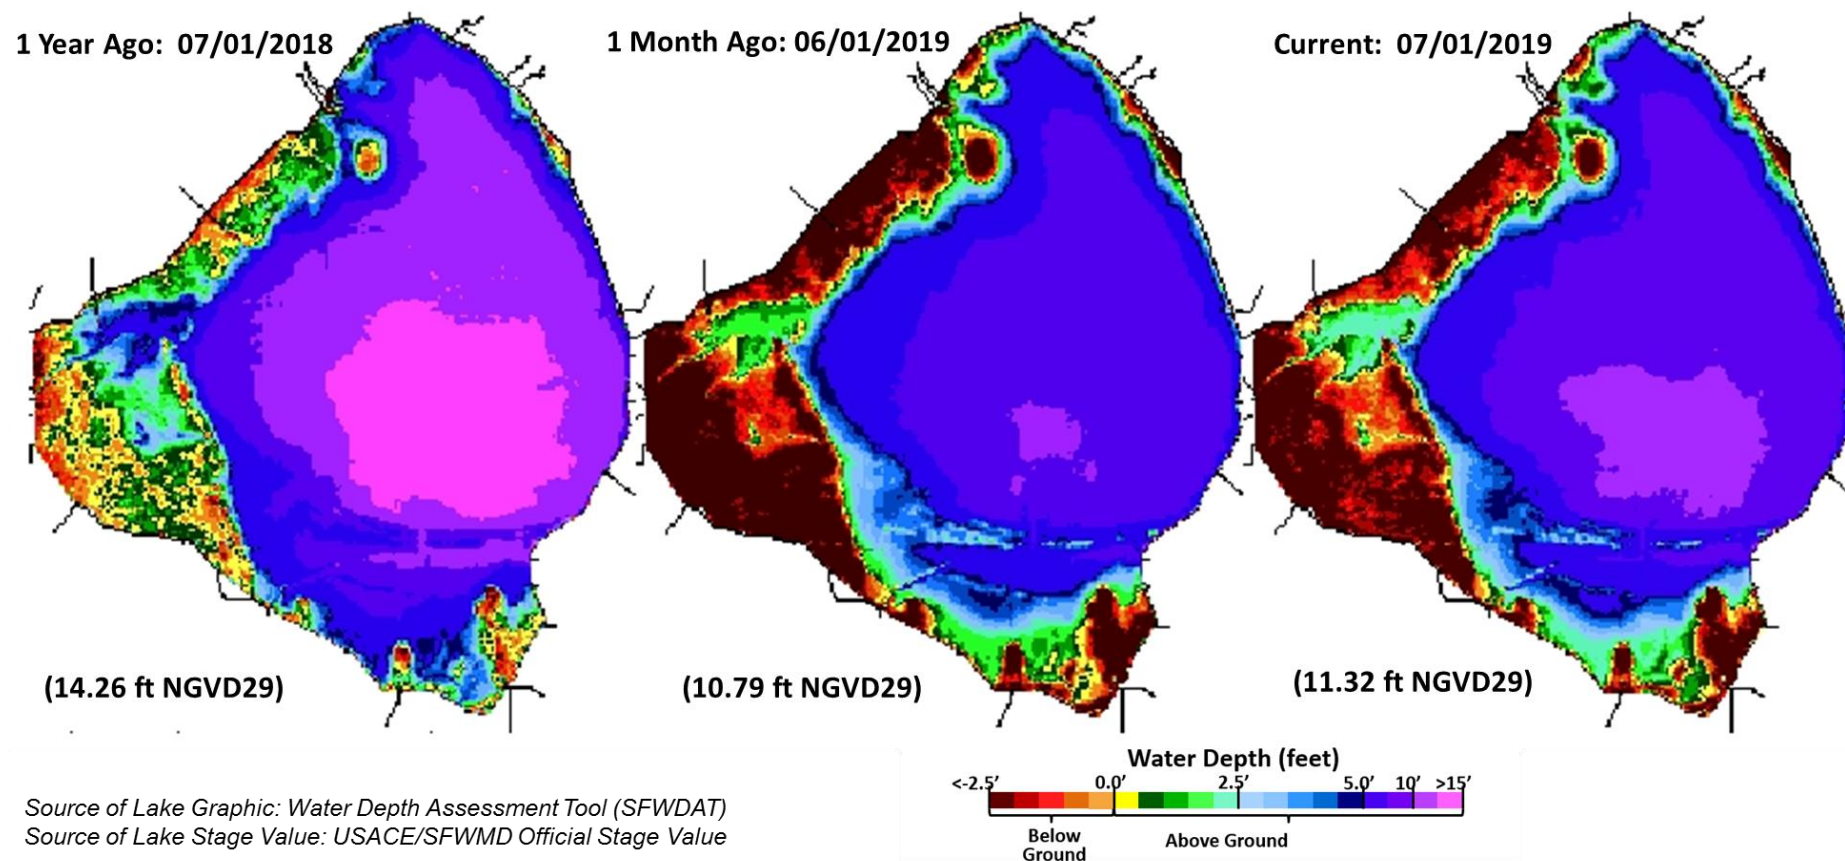 1 Year Ago: 07/01/2018
1 Month Ago: 06/01/2019
Current: 07/01/2019
(14.26 ft NGVD29)
(10.79 ft NGVD29)
(11.32 ft NGVD29)
Water Depth (feet)
<-2.5' 0.0' 2.5' 5.0' 10' >15'
Below Ground
Above Ground
Source of Lake Graphic: Water Depth Assessment Tool (SFWDAT)
Source of Lake Stage Value: USACE/SFWMD Official Stage Value